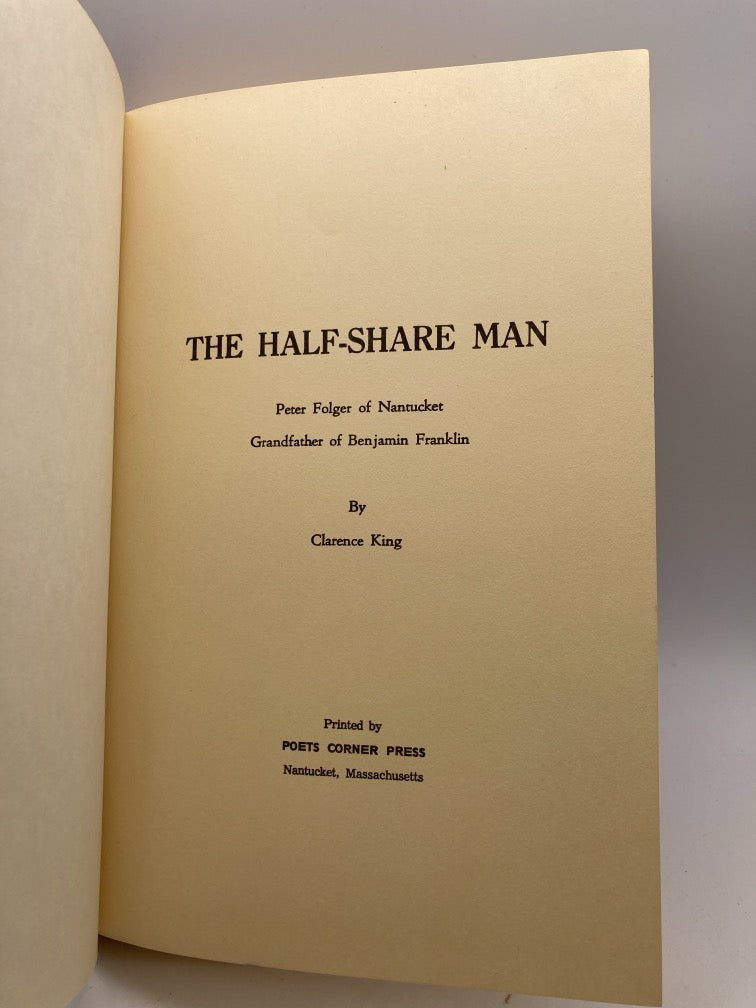 THE HALF-SHARE MAN
Peter Folger of Nantucket
Grandfather of Benjamin Franklin
By
Clarence King
Printed by
POETS CORNER PRESS
Nantucket, Massachusetts